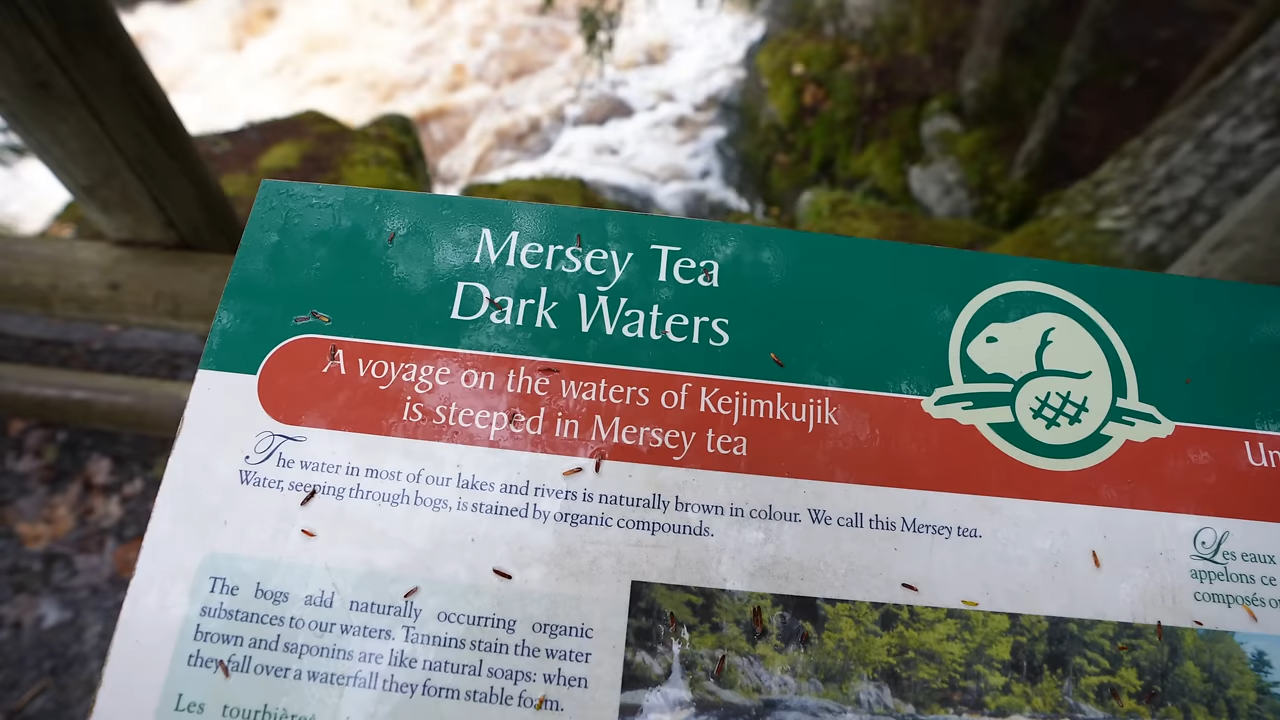 Mersey Tea
Dark Waters
A voyage on the waters of Kejimkujik
is steeped in Mersey tea
Un
The water in most of our lakes and rivers is naturally brown in colour. We call this Mersey tea.
Water, seeping through bogs, is stained by organic compounds.
Les eaux
appelons ce
composés
The bogs add naturally occurring organic
substances to our waters. Tannins stain the water
brown and saponins are like natural soaps: when
they fall over a waterfall they form stable foam.
Les tourbières